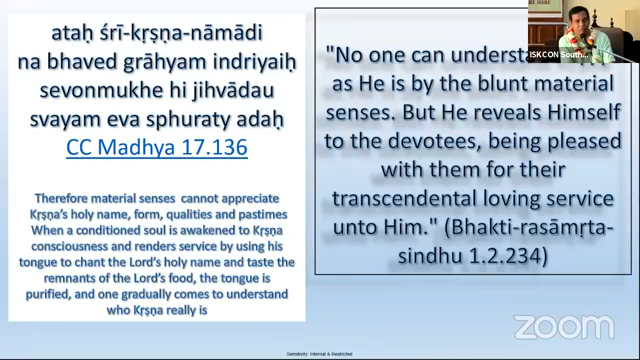 ataḥ śrī-kṛṣṇa-nāmādi
na bhaved grāhyam indriyaiḥ
sevonmukhe hi jihvādau
svayam eva sphuraty adaḥ
CC Madhya 17.136
Therefore material senses cannot appreciate
Kṛṣṇa's holy name, form, qualities and pastimes
When a conditioned soul is awakened to Kṛṣṇa
consciousness and renders service by using his
tongue to chant the Lord's holy name and taste the
remnants of the Lord's food, the tongue is
purified, and one gradually comes to understand
who Kṛṣṇa really is
"No one can understand
as He is by the blunt material
senses. But He reveals Himself
to the devotees, being pleased
with them for their
transcendental loving service
unto Him." (Bhakti-rasāmṛta-
sindhu 1.2.234)
ISKCON South...
zoom
Sensitivity: Internal & Restricted